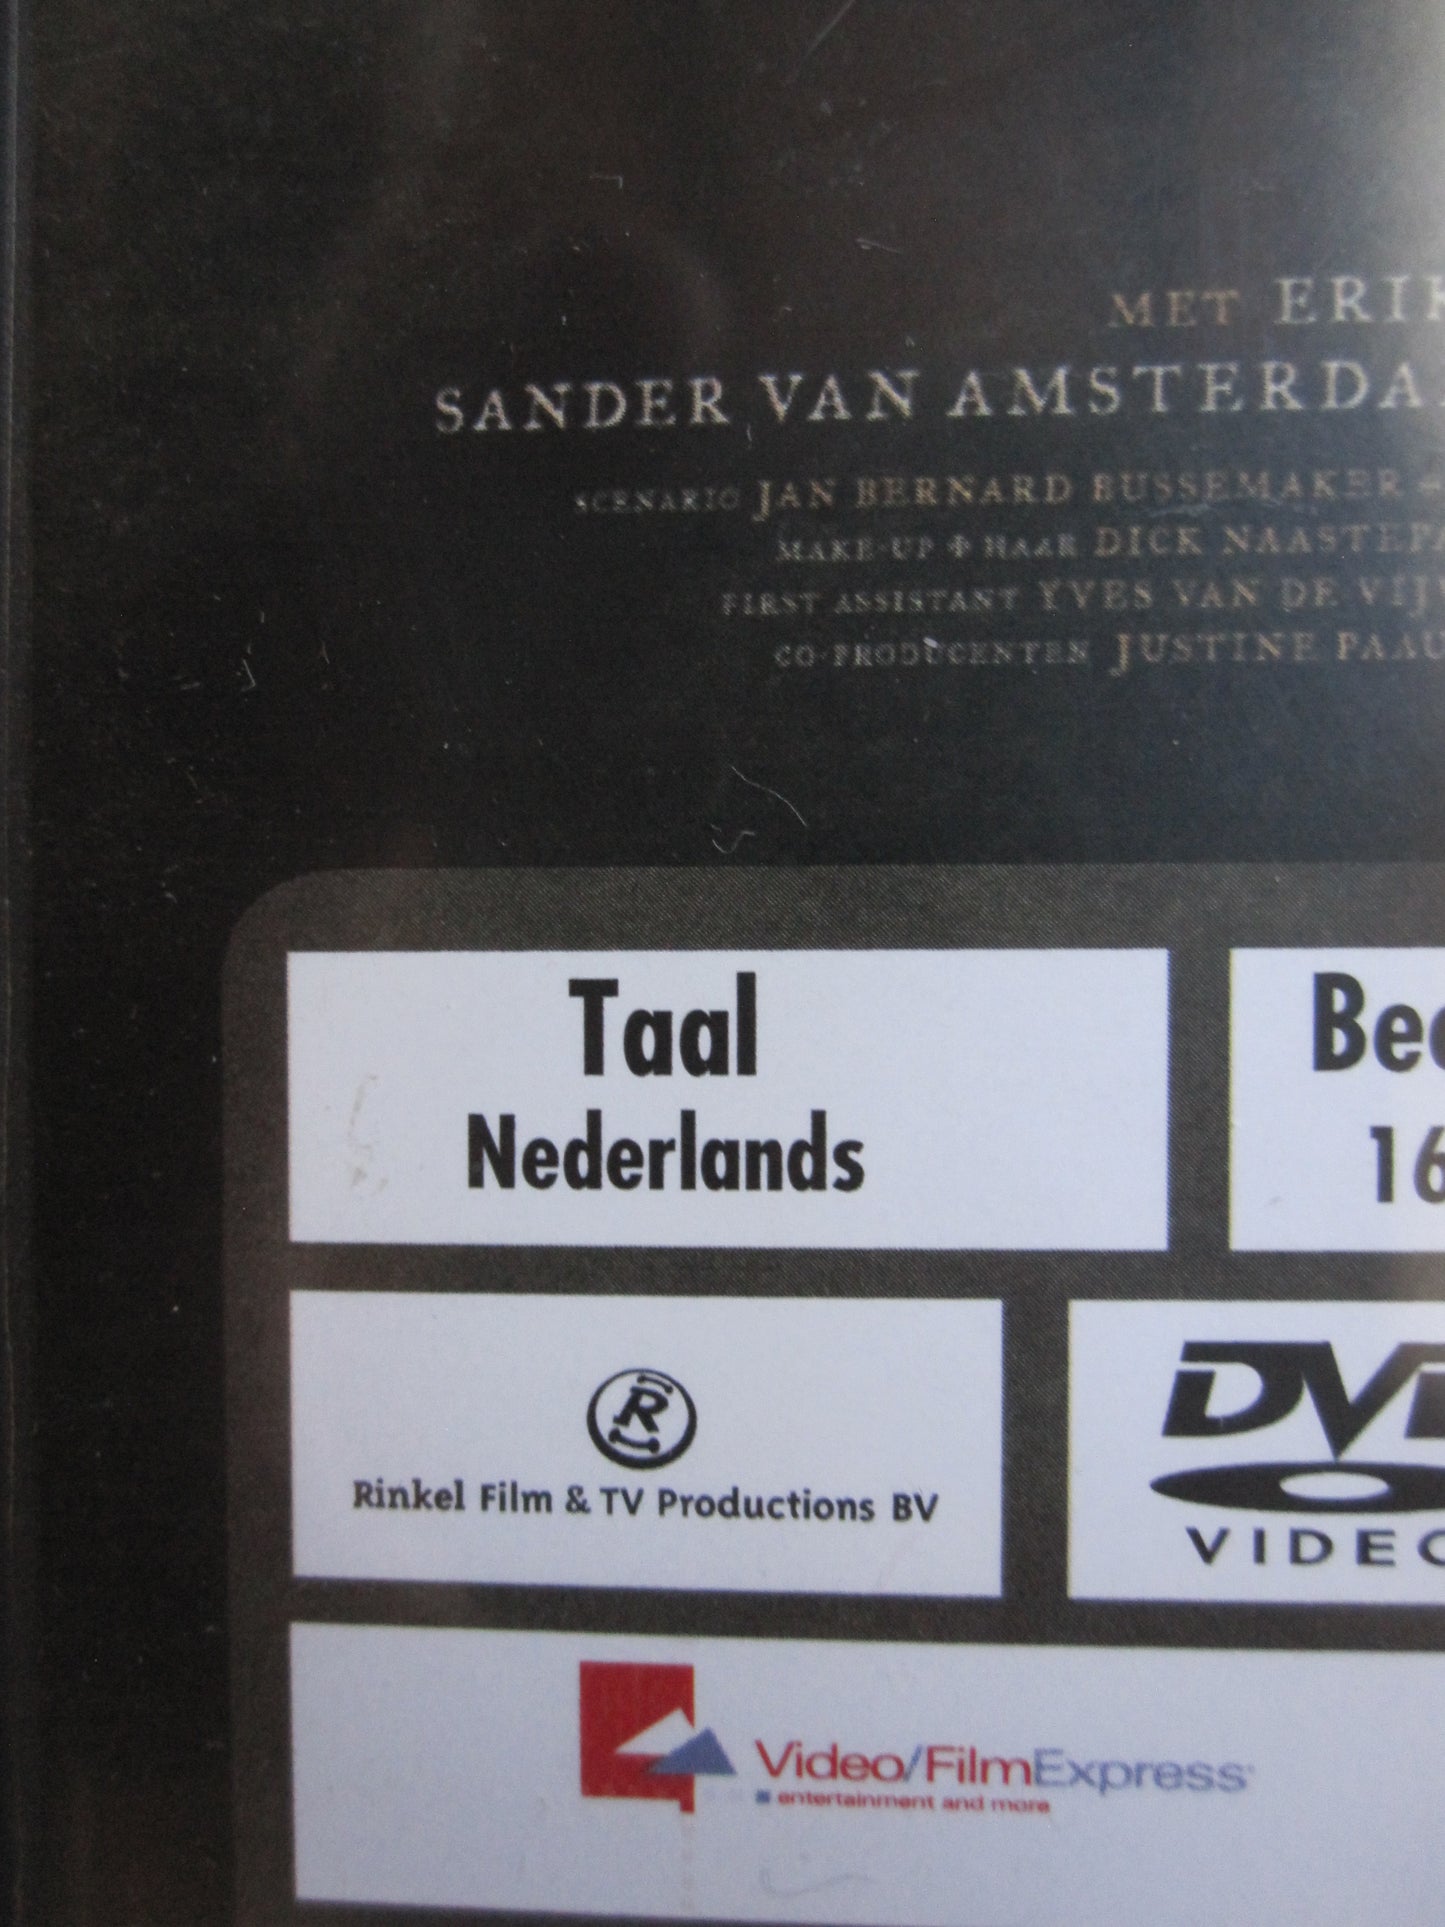 MET ERIK
SANDER VAN AMSTERDA
SCENARIO JAN BERNARD BUSSEMAKER
MAKE-UP + HAAR DICK NAASTEPA
FIRST ASSISTANT YVES VAN DE VIJV
CO-PRODUCENTEN JUSTINE PAAU
Taal
Nederlands
Bee
16
R
Rinkel Film & TV Productions BV
DVD
VIDEO
Video/FilmExpress
entertainment and more